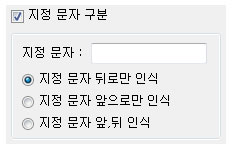 지정 문자 구분
지정 문자 :
지정 문자 뒤로만 인식
지정 문자 앞으로만 인식
지정 문자 앞,뒤 인식